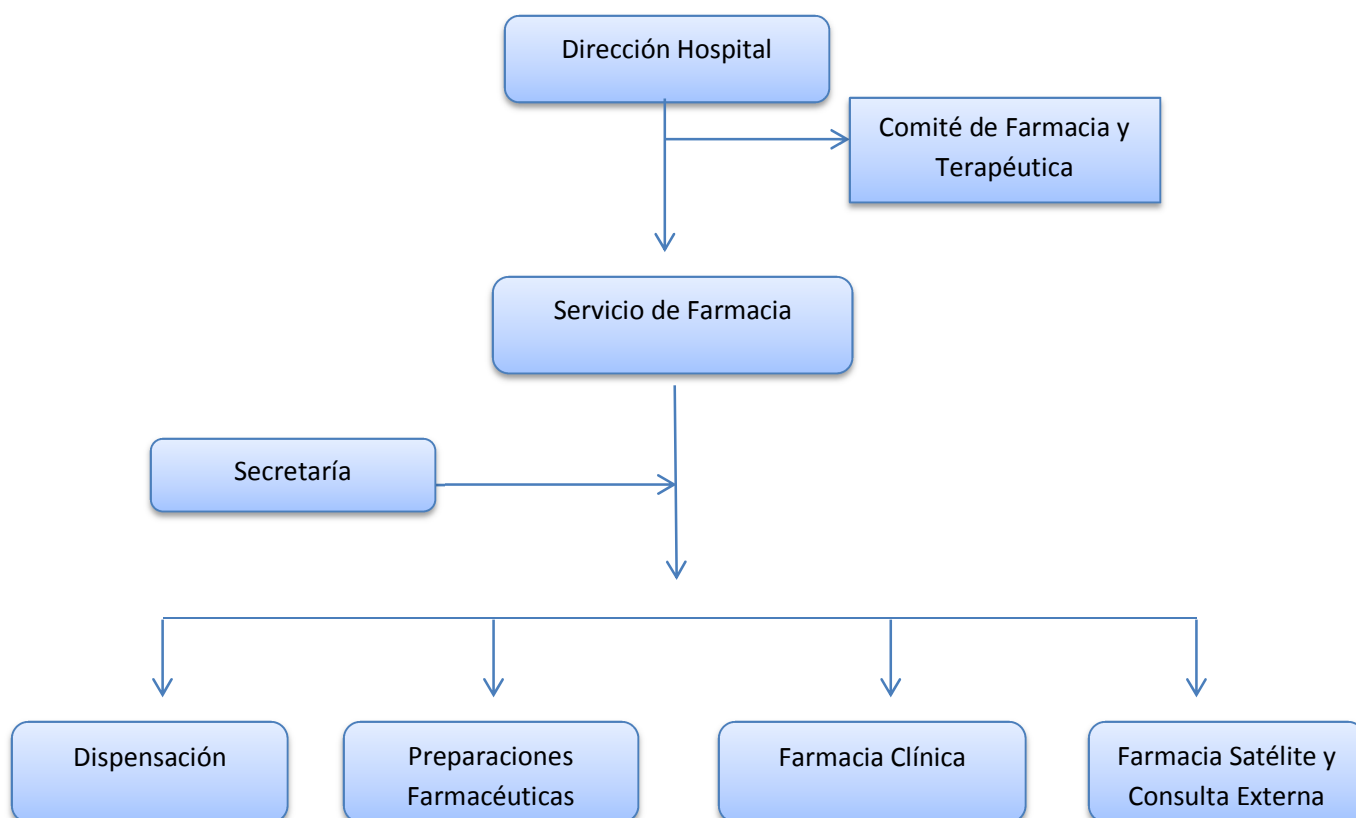 Dirección Hospital
Comité de Farmacia y
Terapéutica
Servicio de Farmacia
Secretaría
Dispensación
Preparaciones
Farmacéuticas
Farmacia Clínica
Farmacia Satélite y
Consulta Externa